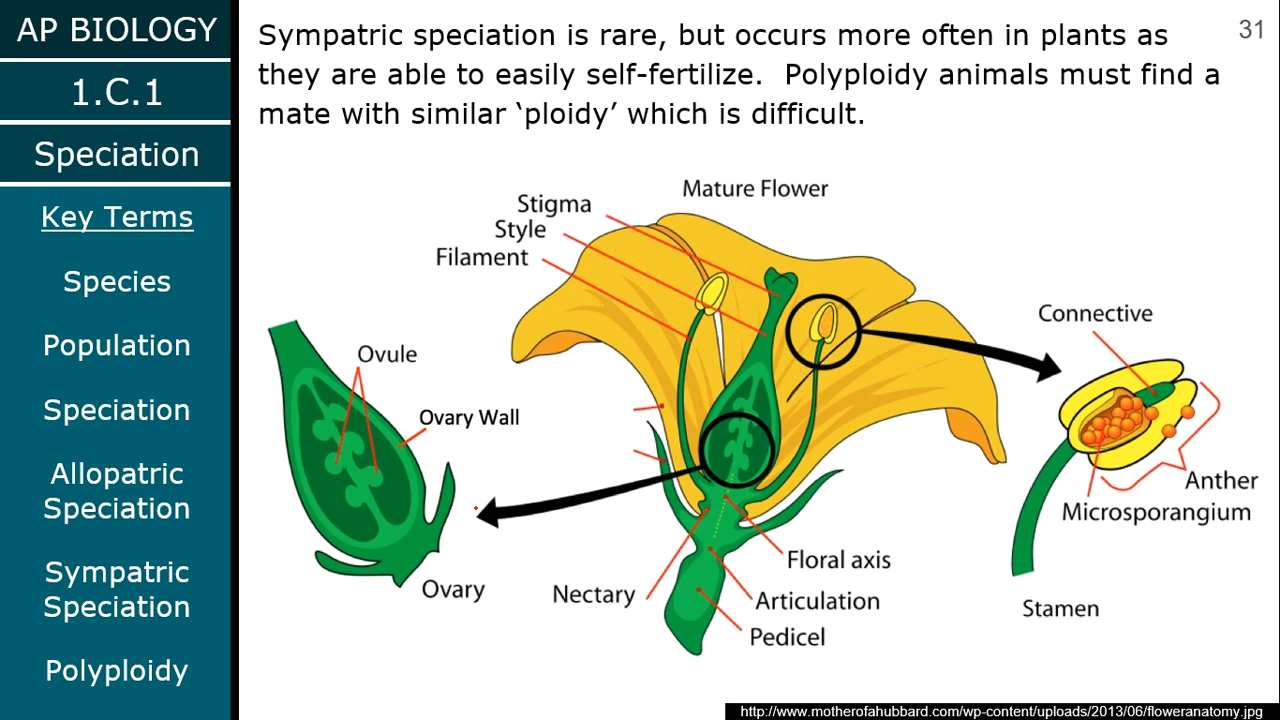 AP BIOLOGY
1.C.1
Speciation
Key Terms
Species
Population
Speciation
Allopatric
Speciation
Sympatric
Speciation
Polyploidy
31
Sympatric speciation is rare, but occurs more often in plants as
they are able to easily self-fertilize.  Polyploidy animals must find a
mate with similar ‘ploidy’ which is difficult.
Mature Flower
Stigma
Style
Filament
Connective
Ovule
Ovary Wall
Anther
Microsporangium
Floral axis
Ovary
Nectary
Articulation
Stamen
Pedicel
http://www.motherofahubbard.com/wp-content/uploads/2013/06/floweranatomy.jpg